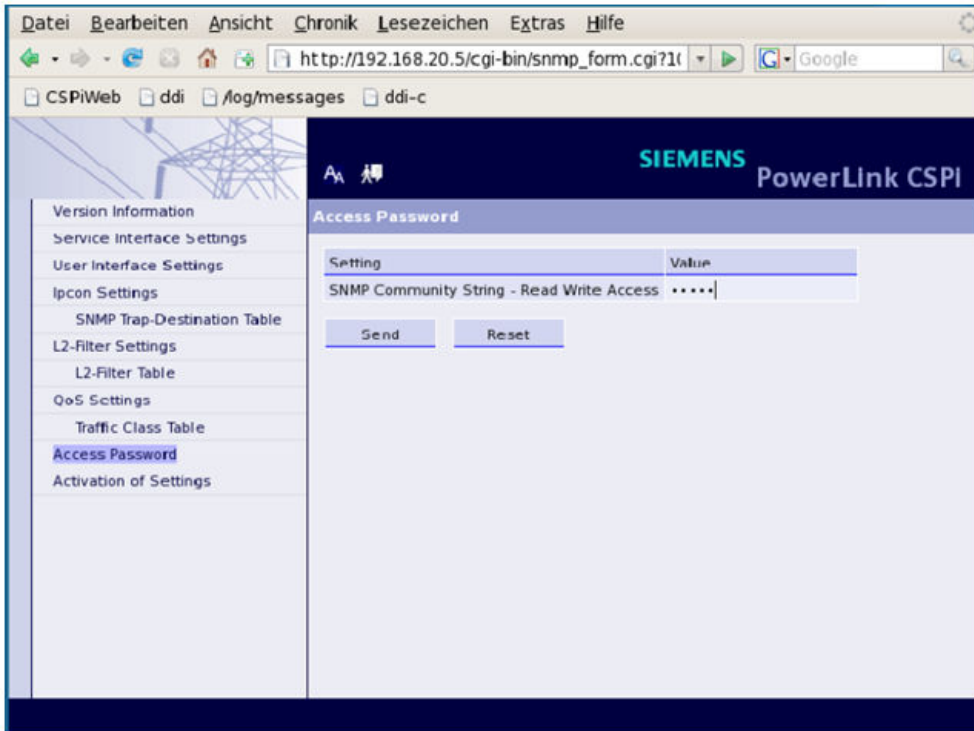 Datei Bearbeiten Ansicht Chronik Lesezeichen Extras Hilfe
http://192.168.20.5/cgi-bin/snmp_form.cgi?1(
G Google
CSPiWeb ddi /log/messages ddi-c
AA
SIEMENS
PowerLink CSPi
Version Information
Service Interface Settings
User Interface Settings
Ipcon Settings
SNMP Trap-Destination Table
L2-Filter Settings
L2-Filter Table
QoS Settings
Traffic Class Table
Access Password
Activation of Settings
Access Password
Setting Value
SNMP Community String - Read Write Access •••••
Send Reset